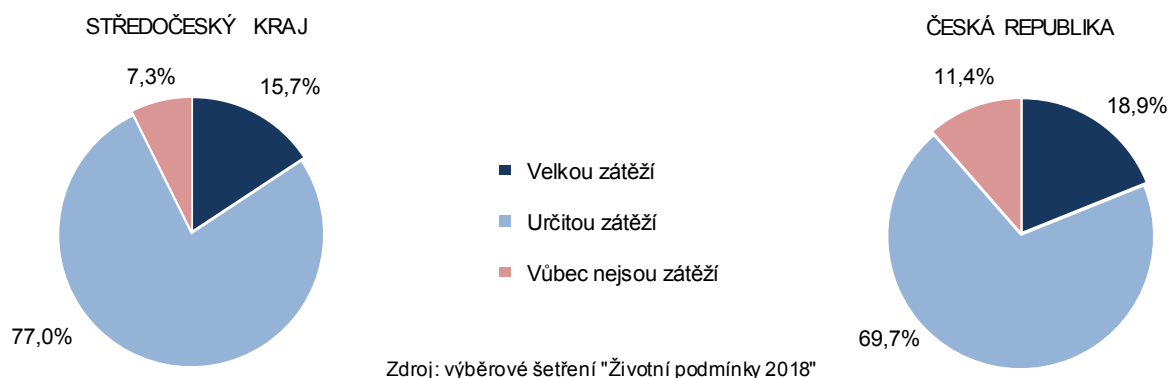 STŘEDOČESKÝ KRAJ
7,3%
15,7%
77,0%
Velkou zátěží
Určitou zátěží
Vůbec nejsou zátěží
ČESKÁ REPUBLIKA
11,4%
18,9%
69,7%
Zdroj: výběrové šetření "Životní podmínky 2018"